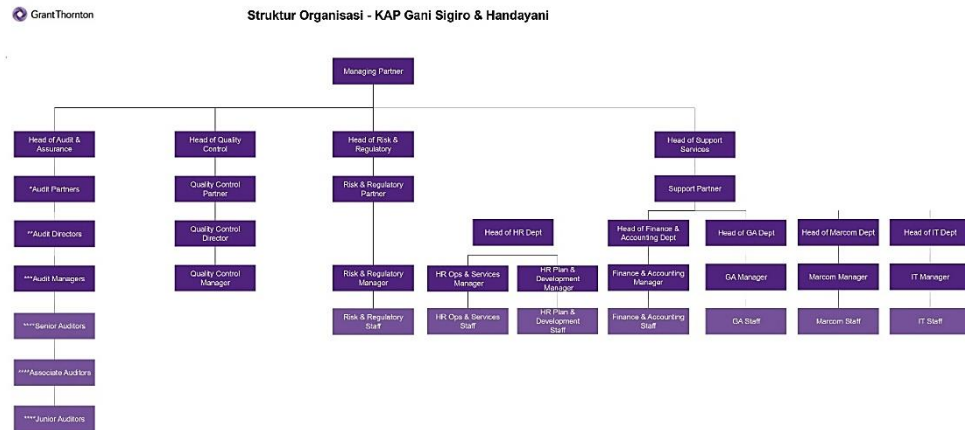 GrantThornton
Struktur Organisasi - KAP Gani Sigiro & Handayani
Managing Partner
Head of Audit &
Assurance
Head of Quality
Control
Head of Risk &
Regulatory
Head of Support
Services
*Audit Partners
Quality Control
Partner
Risk & Regulatory
Partner
Support Partner
**Audit Directors
Quality Control
Director
Head of HR Dept
Head of Finance &
Accounting Dept
Head of GA Dept
Head of Marcom Dept
Head of IT Dept
***Audit Managers
Quality Control
Manager
Risk & Regulatory
Manager
HR Ops & Services
Manager
HR Plan &
Development
Manager
Finance & Accounting
Manager
GA Manager
Marcom Manager
IT Manager
****Senior Auditors
Risk & Regulatory
Staff
HR Ops & Services
Staff
HR Plan &
Development
Staff
Finance & Accounting
Staff
GA Staff
Marcom Staff
IT Staff
****Associate Auditors
****Junior Auditors